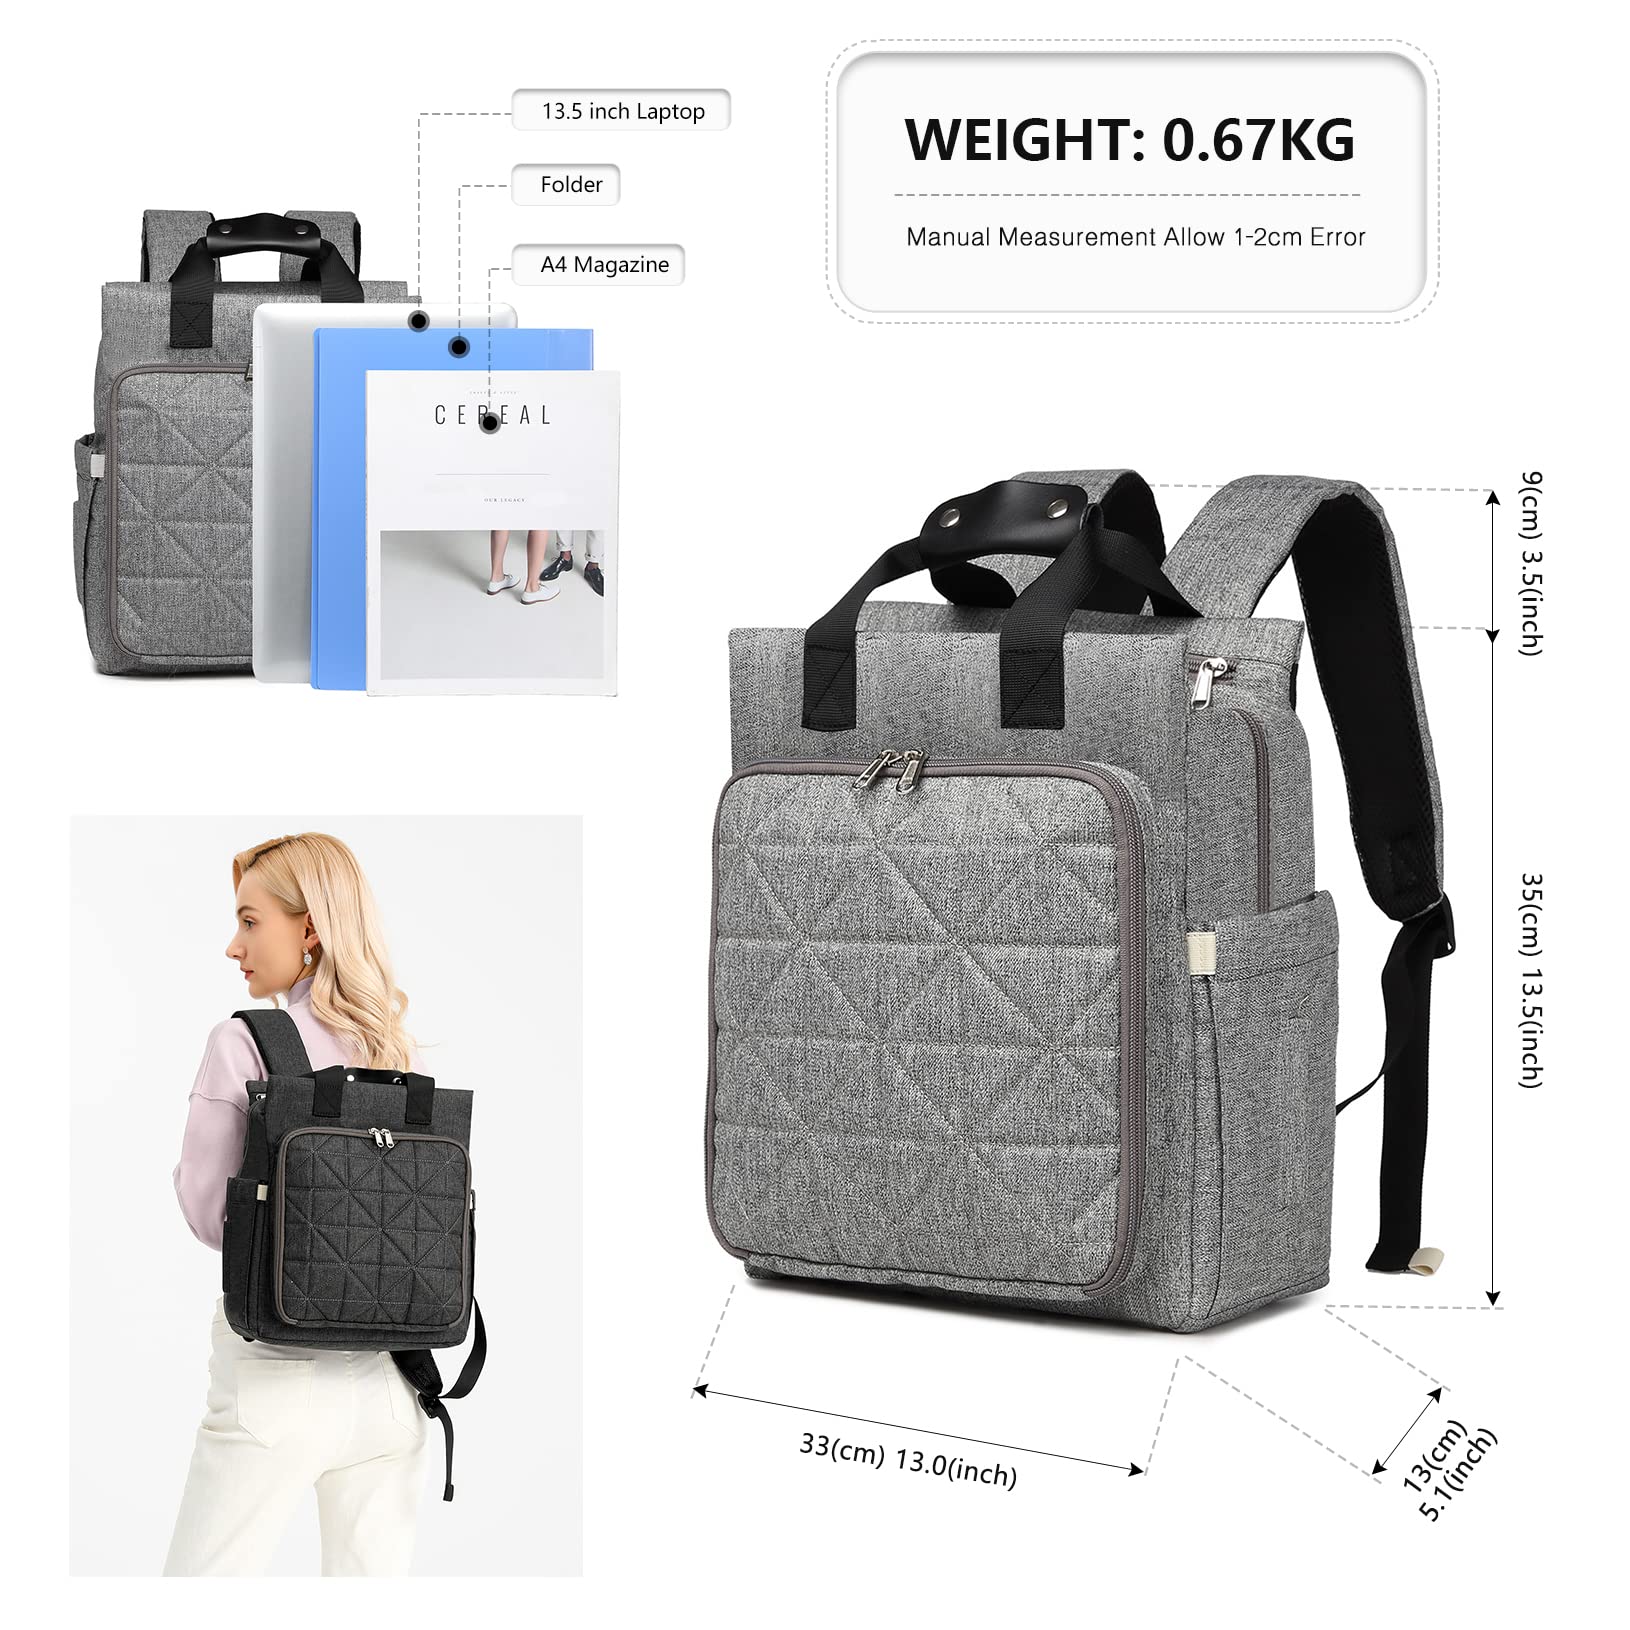 13.5 inch Laptop
Folder
A4 Magazine
WEIGHT: 0.67KG
Manual Measurement Allow 1-2cm Error
CEREAL
OUR LEGACY
9(cm) 3.5(inch)
35(cm) 13.5(inch)
33(cm) 13.0(inch)
13(cm)
5.1(inch)